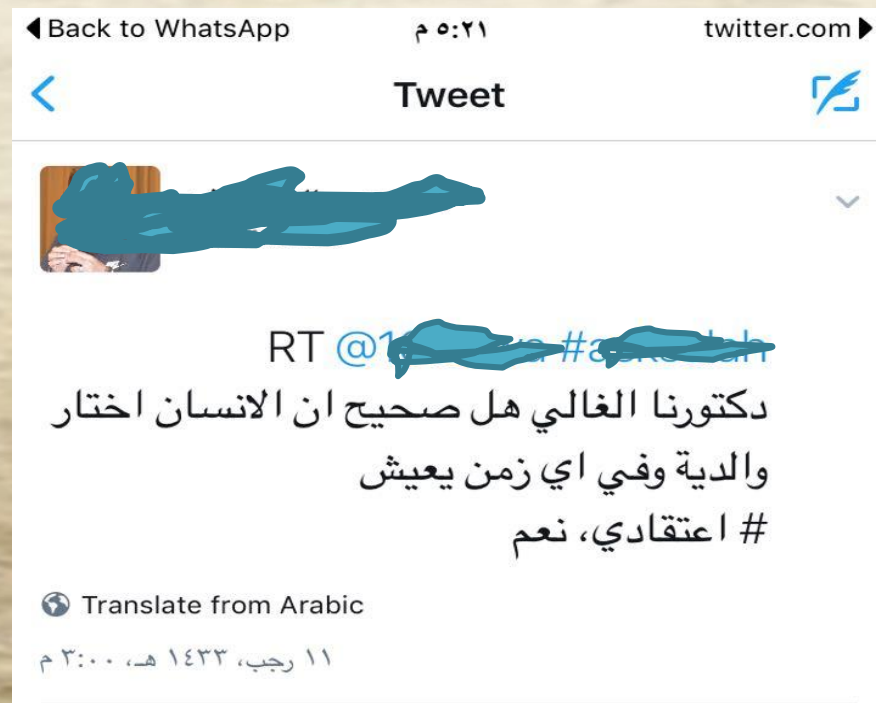 Back to WhatsApp ٥:٢١ م twitter.com
Tweet
RT
دكتورنا الغالي هل صحيح ان الانسان اختار
والدية وفي اي زمن يعيش
# اعتقادي، نعم
Translate from Arabic
١١ رجب، ١٤٣٣ هـ، ٣:٠٠ م